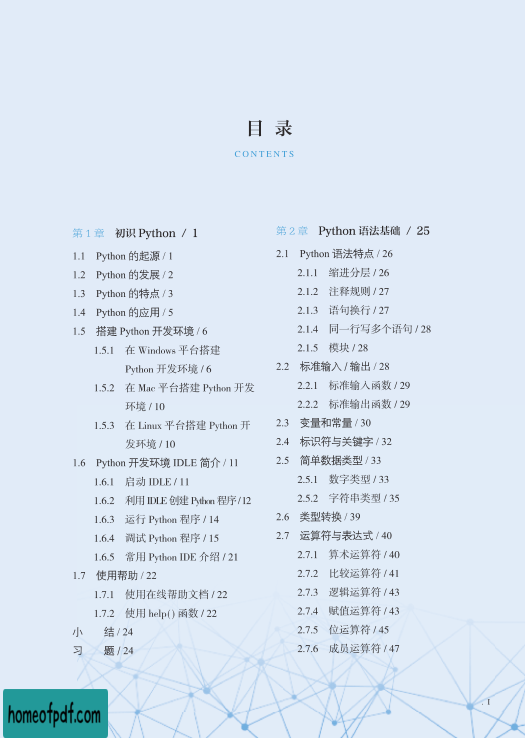 目 录
CONTENTS
第 1 章 初识 Python / 1
1.1 Python 的起源 / 1
1.2 Python 的发展 / 2
1.3 Python 的特点 / 3
1.4 Python 的应用 / 5
1.5 搭建 Python 开发环境 / 6
1.5.1 在 Windows 平台搭建
Python 开发环境 / 6
1.5.2 在 Mac 平台搭建 Python 开发
环境 / 10
1.5.3 在 Linux 平台搭建 Python 开
发环境 / 10
1.6 Python 开发环境 IDLE 简介 / 11
1.6.1 启动 IDLE / 11
1.6.2 利用 IDLE 创建 Python 程序 / 12
1.6.3 运行 Python 程序 / 14
1.6.4 调试 Python 程序 / 15
1.6.5 常用 Python IDE 介绍 / 21
1.7 使用帮助 / 22
1.7.1 使用在线帮助文档 / 22
1.7.2 使用 help( ) 函数 / 22
小 结 / 24
习 题 / 24
第 2 章 Python 语法基础 / 25
2.1 Python 语法特点 / 26
2.1.1 缩进分层 / 26
2.1.2 注释规则 / 27
2.1.3 语句换行 / 27
2.1.4 同一行写多个语句 / 28
2.1.5 模块 / 28
2.2 标准输入 / 输出 / 28
2.2.1 标准输入函数 / 29
2.2.2 标准输出函数 / 29
2.3 变量和常量 / 30
2.4 标识符与关键字 / 32
2.5 简单数据类型 / 33
2.5.1 数字类型 / 33
2.5.2 字符串类型 / 35
2.6 类型转换 / 39
2.7 运算符与表达式 / 40
2.7.1 算术运算符 / 40
2.7.2 比较运算符 / 41
2.7.3 逻辑运算符 / 43
2.7.4 赋值运算符 / 43
2.7.5 位运算符 / 45
2.7.6 成员运算符 / 47
. 1
homeofpdf.com